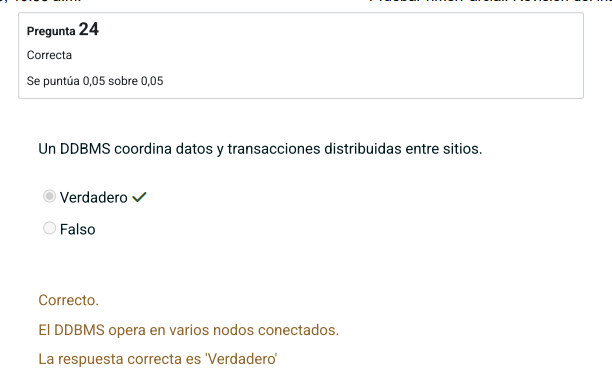 Pregunta 24
Correcta
Se puntúa 0,05 sobre 0,05
Un DDBMS coordina datos y transacciones distribuidas entre sitios.
Verdadero
Falso
Correcto.
El DDBMS opera en varios nodos conectados.
La respuesta correcta es 'Verdadero'